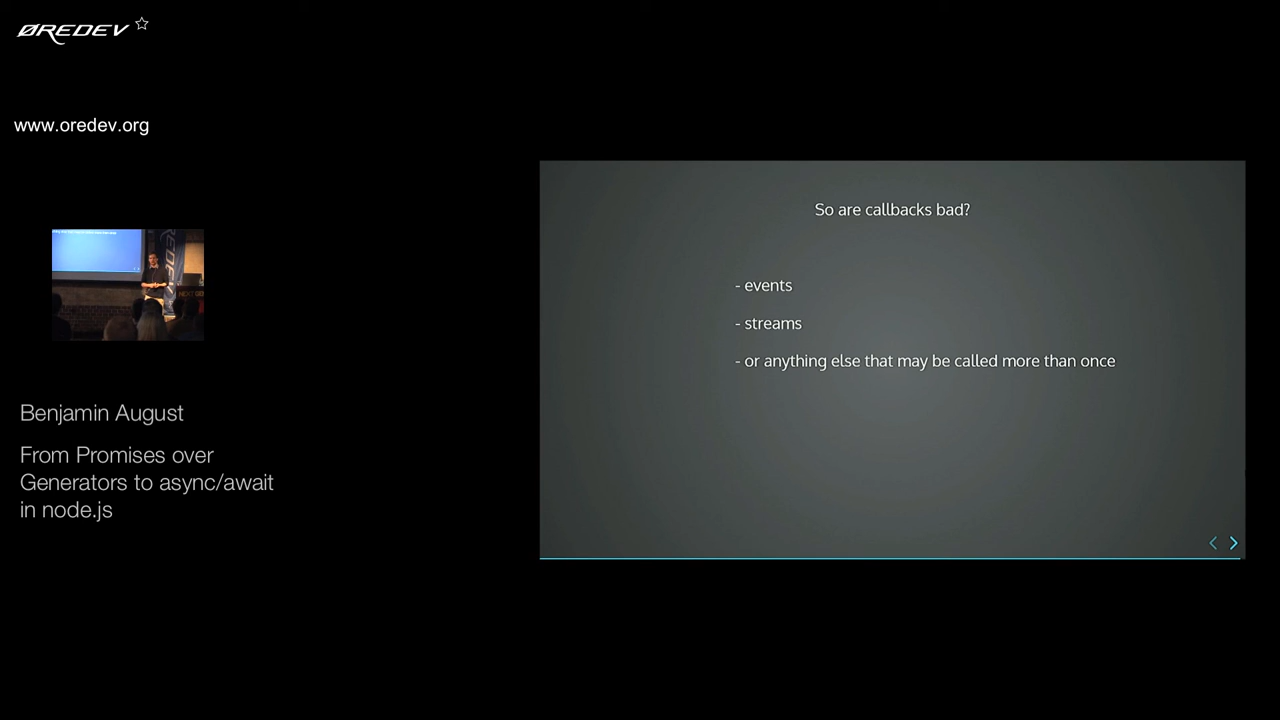 ØREDEV
www.oredev.org
Benjamin August
From Promises over
Generators to async/await
in node.js
So are callbacks bad?
- events
- streams
- or anything else that may be called more than once